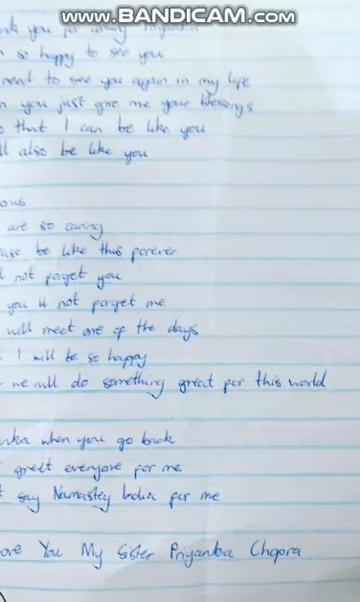 www.BANDICAM.com
you for coming Priyanka
so happy to see you
need to see you again in my life
you just give me your blessings
that I can be like you
also be like you
are so caring
be like this forever
not forget you
you ll not forget me
will meet one of the days
I will be so happy
we will do something great for this world
when you go back
greet everyone for me
say Namastey India for me
You My Sister Priyanka Chopra